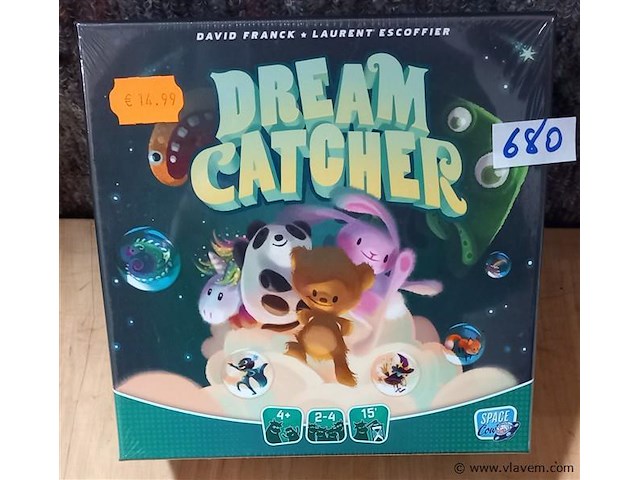 DAVID FRANCK ★ LAURENT ESCOFFIER
€ 14.99
DREAM
CATCHER
680
4+
2-4
15'
SPACE
Cow
© www.vlavem.com